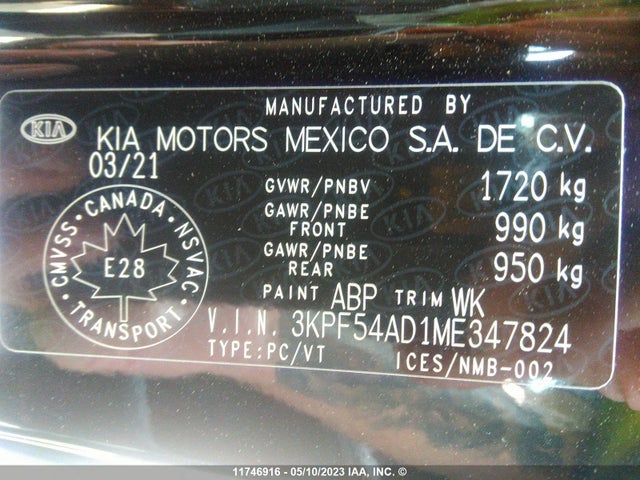 MANUFACTURED BY
KIA
KIA MOTORS MEXICO S.A. DE C.V.
03/21
GVWR/PNBV 1720 kg
GAWR/PNBE FRONT 990 kg
GAWR/PNBE REAR 950 kg
CMVSS · CANADA · NSVAC
E28
TRANSPORT
PAINT ABP TRIM WK
V.I.N. 3KPF54AD1ME347824
TYPE:PC/VT ICES/NMB-002
11746916 - 05/10/2023 IAA, Inc. ©